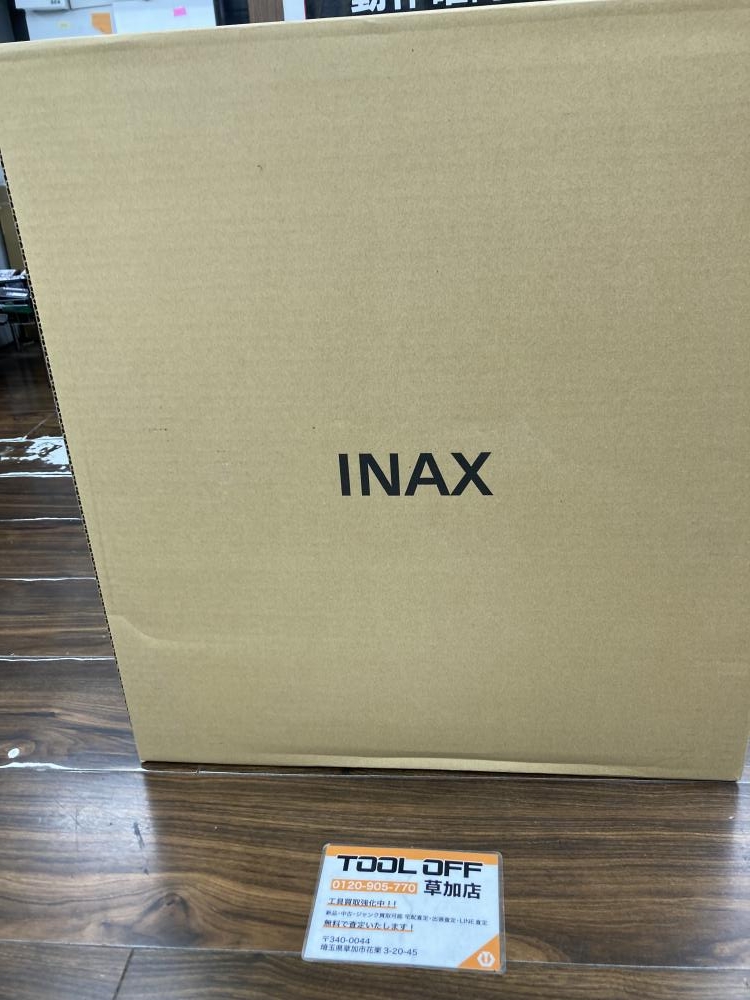 INAX
TOOL OFF
0120-905-770 草加店
工具買取強化中!!
新品・中古・ジャンク買取可能 宅配査定・出張査定・LINE査定
無料で査定いたします!
〒340-0044
埼玉県草加市花栗 3-20-45